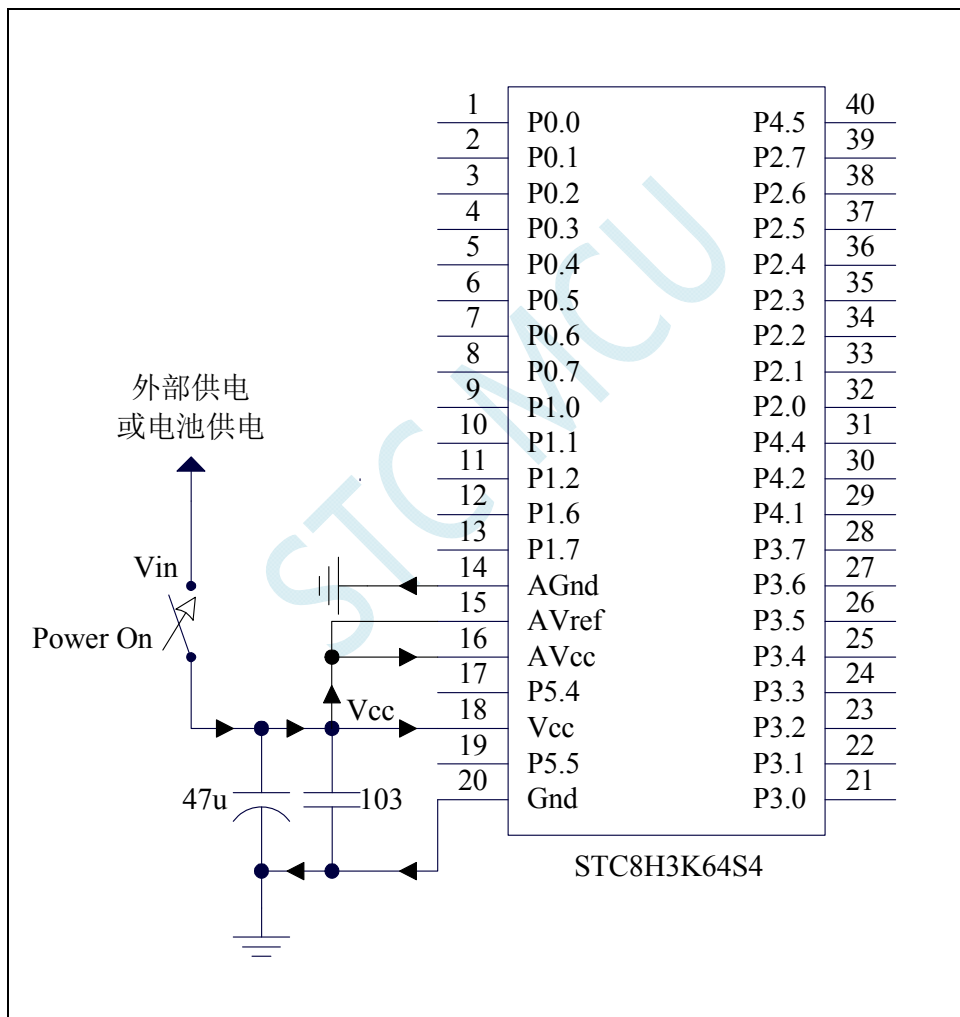 1 P0.0 P4.5 40
2 P0.1 P2.7 39
3 P0.2 P2.6 38
4 P0.3 P2.5 37
5 P0.4 P2.4 36
6 P0.5 P2.3 35
7 P0.6 P2.2 34
8 P0.7 P2.1 33
9 P1.0 P2.0 32
10 P1.1 P4.4 31
11 P1.2 P4.2 30
12 P1.6 P4.1 29
13 P1.7 P3.7 28
14 AGnd P3.6 27
15 AVref P3.5 26
16 AVcc P3.4 25
17 P5.4 P3.3 24
18 Vcc P3.2 23
19 P5.5 P3.1 22
20 Gnd P3.0 21
STC8H3K64S4
外部供电
或电池供电
Vin
Power On
Vcc
47u
103
STC MCU